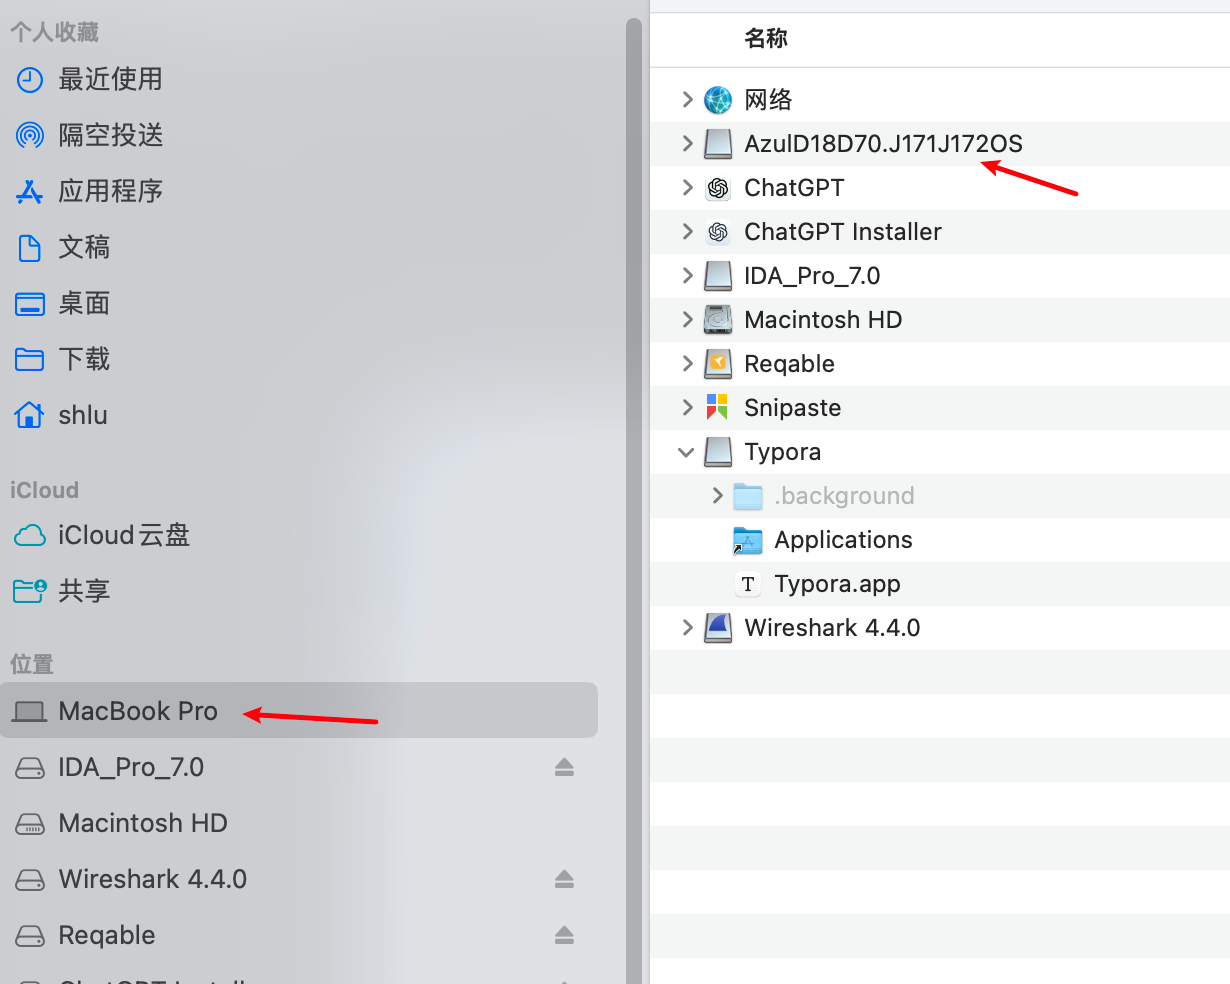 个人收藏
最近使用
隔空投送
应用程序
文稿
桌面
下载
shlu
iCloud
iCloud云盘
共享
位置
MacBook Pro
IDA_Pro_7.0
Macintosh HD
Wireshark 4.4.0
Reqable
名称
网络
AzulD18D70.J171J172OS
ChatGPT
ChatGPT Installer
IDA_Pro_7.0
Macintosh HD
Reqable
Snipaste
Typora
.background
Applications
T
Typora.app
Wireshark 4.4.0